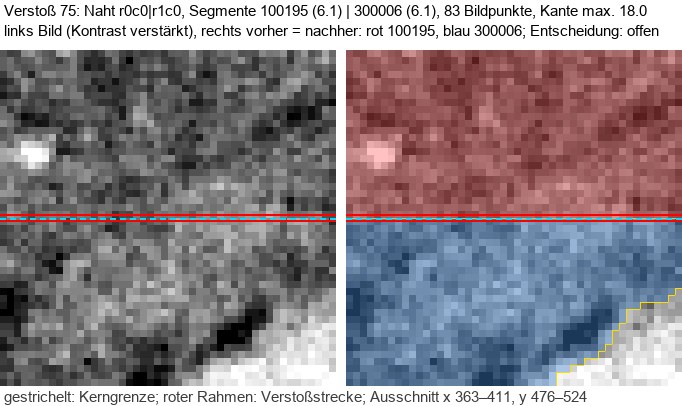 Verstoß 75: Naht r0c0|r1c0, Segmente 100195 (6.1) | 300006 (6.1), 83 Bildpunkte, Kante max. 18.0
links Bild (Kontrast verstärkt), rechts vorher = nachher: rot 100195, blau 300006; Entscheidung: offen
gestrichelt: Kerngrenze; roter Rahmen: Verstoßstrecke; Ausschnitt x 363–411, y 476–524